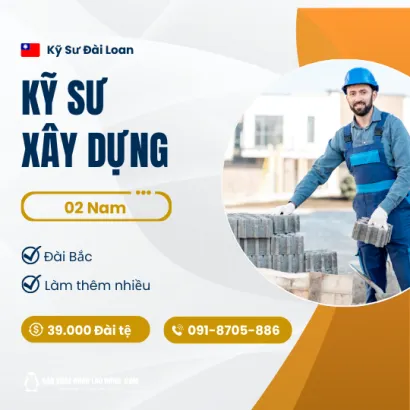 Kỹ Sư Đài Loan
KỸ SƯ
XÂY DỰNG
02 Nam
Đài Bắc
Làm thêm nhiều
39.000 Đài tệ
091-8705-886